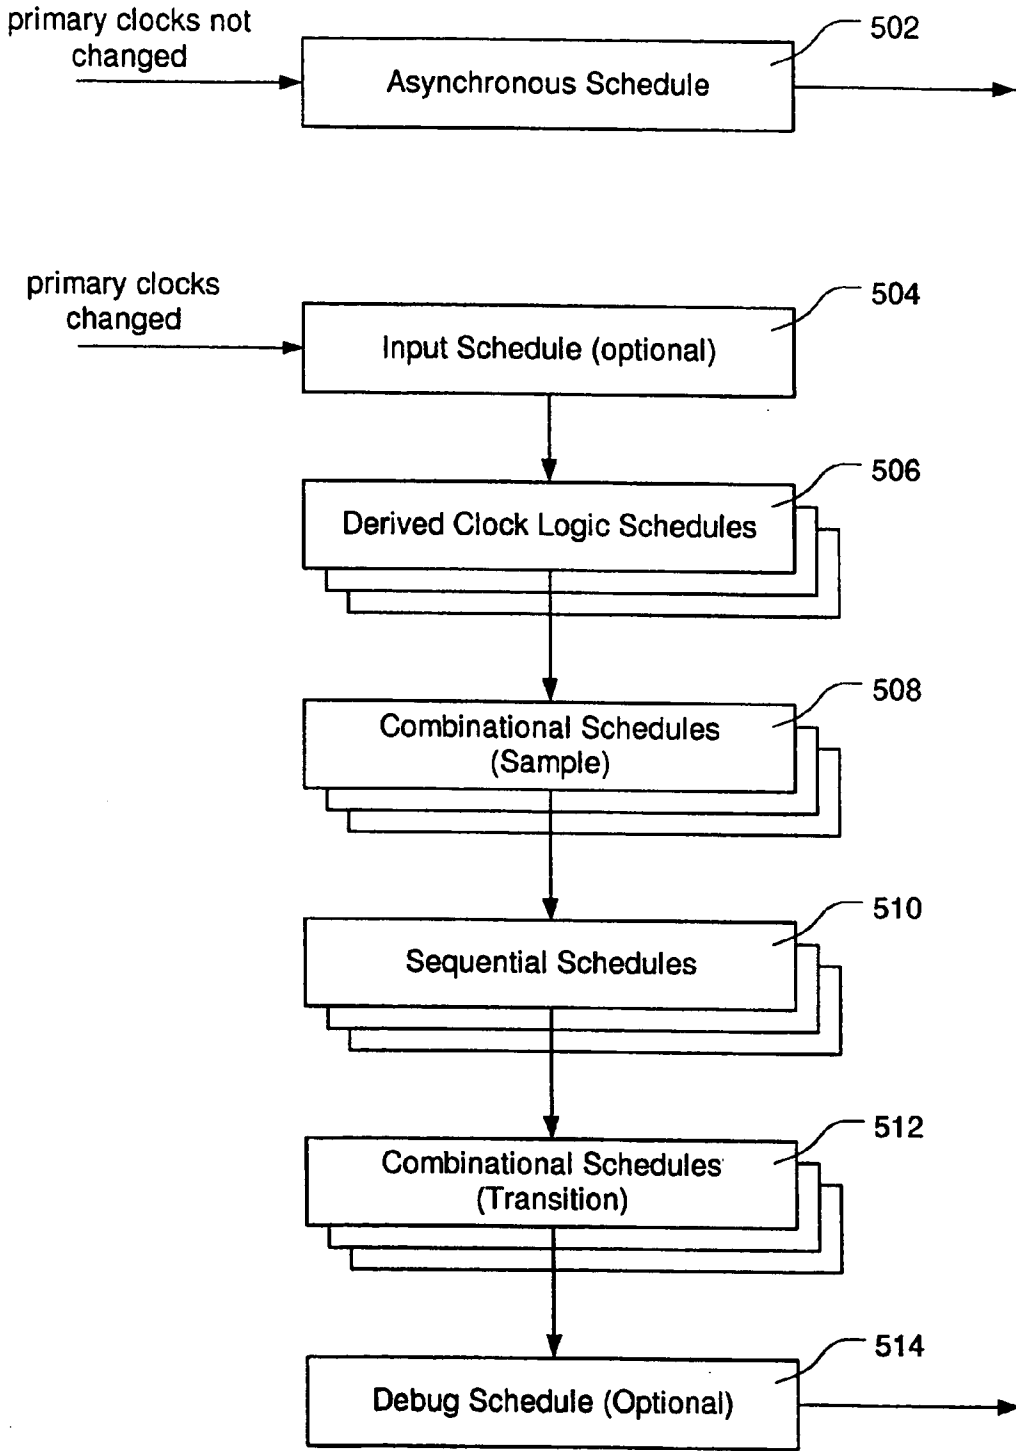 primary clocks not
changed
502
Asynchronous Schedule
primary clocks
changed
504
Input Schedule (optional)
506
Derived Clock Logic Schedules
508
Combinational Schedules
(Sample)
510
Sequential Schedules
512
Combinational Schedules
(Transition)
514
Debug Schedule (Optional)